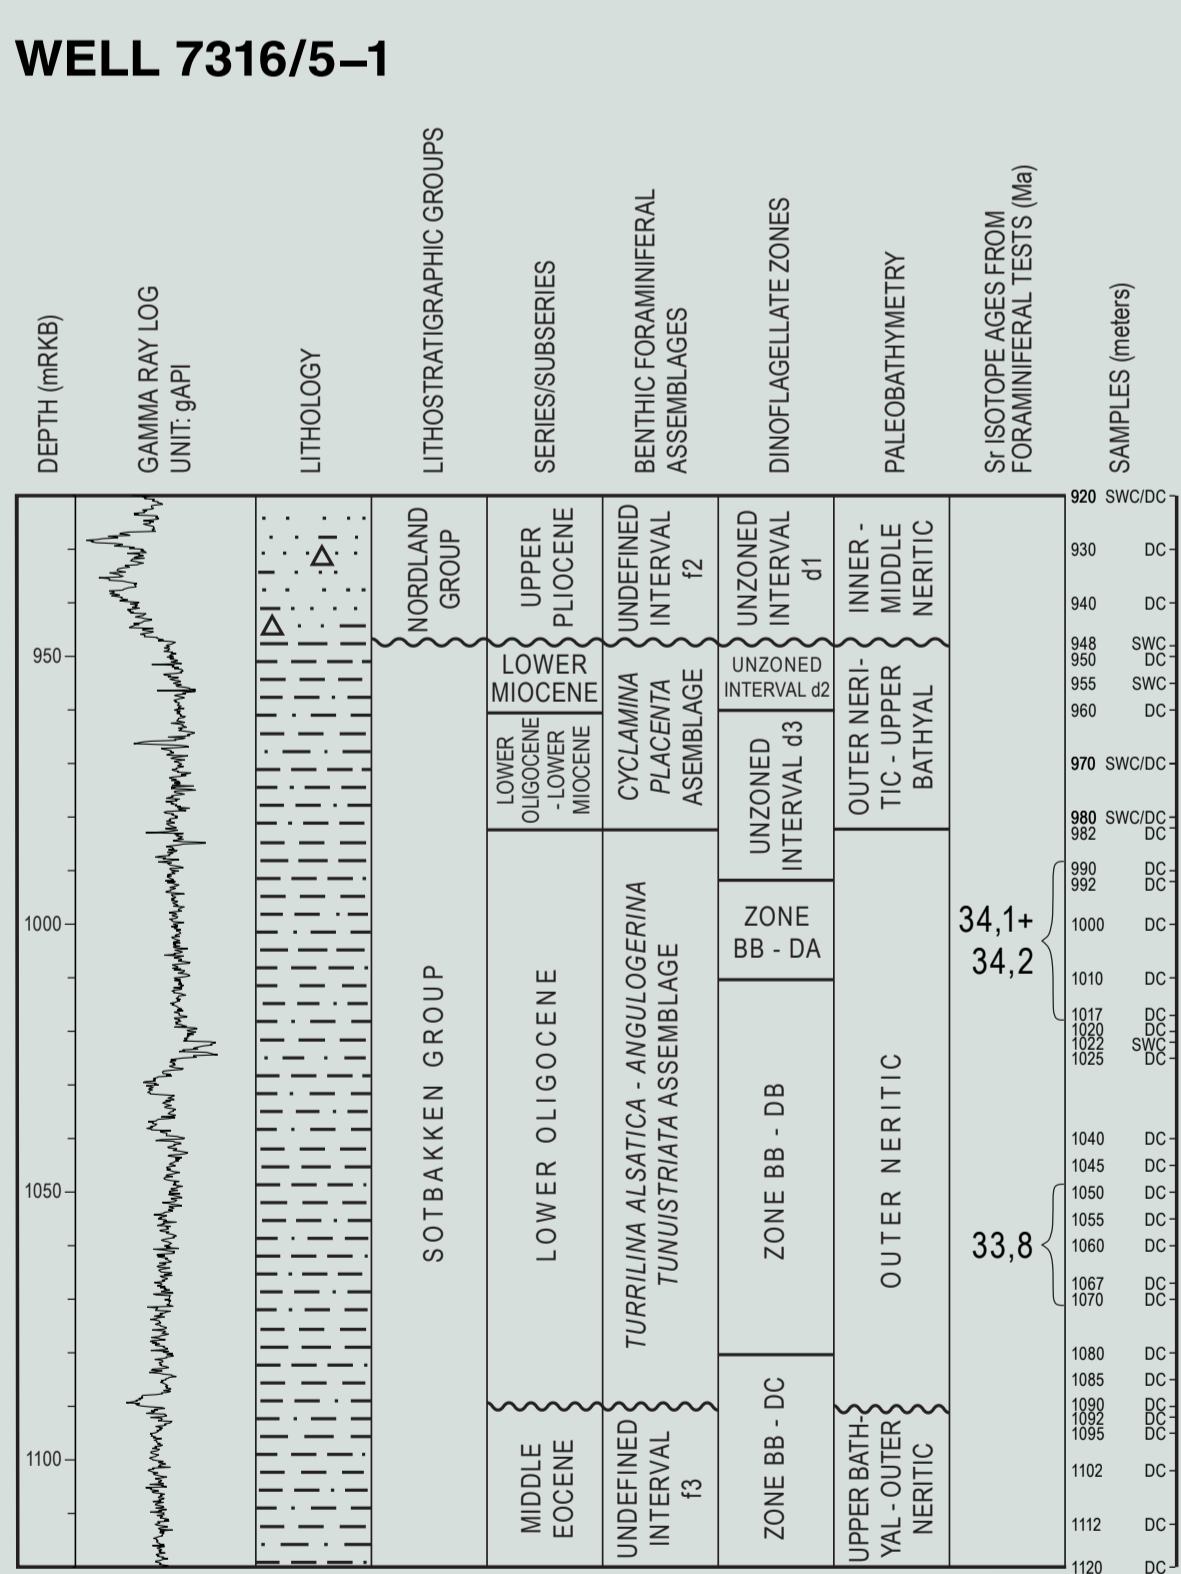 WELL 7316/5–1
DEPTH (mRKB)
GAMMA RAY LOG
UNIT: gAPI
LITHOLOGY
LITHOSTRATIGRAPHIC GROUPS
SERIES/SUBSERIES
BENTHIC FORAMINIFERAL
ASSEMBLAGES
DINOFLAGELLATE ZONES
PALEOBATHYMETRY
Sr ISOTOPE AGES FROM
FORAMINIFERAL TESTS (Ma)
SAMPLES (meters)
950
1000
1050
1100
NORDLAND
GROUP
SOTBAKKEN GROUP
UPPER
PLIOCENE
LOWER
MIOCENE
LOWER
OLIGOCENE
- LOWER
MIOCENE
LOWER OLIGOCENE
MIDDLE
EOCENE
UNDEFINED
INTERVAL
f2
CYCLAMINA
PLACENTA
ASEMBLAGE
TURRILINA ALSATICA - ANGULOGERINA
TUNUISTRIATA ASSEMBLAGE
UNDEFINED
INTERVAL
f3
UNZONED
INTERVAL
d1
UNZONED
INTERVAL d2
UNZONED
INTERVAL d3
ZONE
BB - DA
ZONE BB - DB
ZONE BB - DC
INNER -
MIDDLE
NERITIC
OUTER NERI-
TIC - UPPER
BATHYAL
OUTER NERITIC
UPPER BATH-
YAL - OUTER
NERITIC
34,1+
34,2
33,8
920 SWC/DC
930 DC
940 DC
948 SWC
950 DC
955 SWC
960 DC
970 SWC/DC
980 SWC/DC
982 DC
990 DC
992 DC
1000 DC
1010 DC
1017 DC
1020 DC
1022 SWC
1025 DC
1040 DC
1045 DC
1050 DC
1055 DC
1060 DC
1067 DC
1070 DC
1080 DC
1085 DC
1090 DC
1092 DC
1095 DC
1102 DC
1112 DC
1120 DC